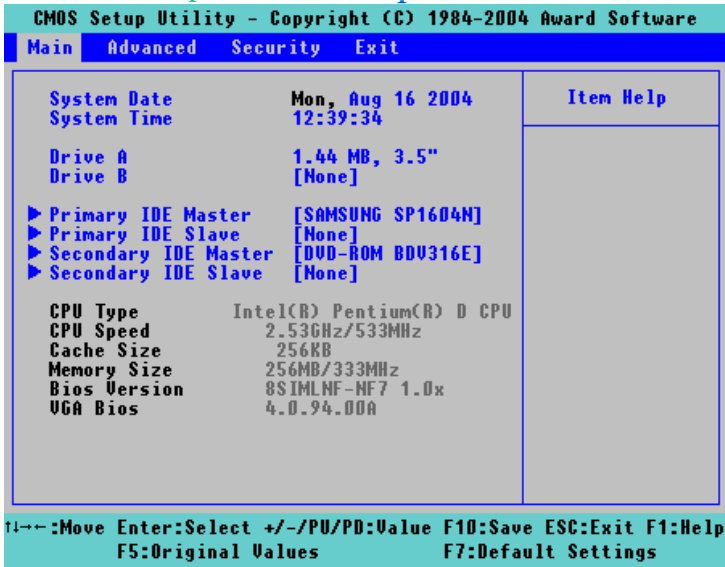 CMOS Setup Utility - Copyright (C) 1984-2004 Award Software
Main Advanced Security Exit
System Date Mon, Aug 16 2004
System Time 12:39:34
Item Help
Drive A 1.44 MB, 3.5"
Drive B [None]
Primary IDE Master [SAMSUNG SP1604N]
Primary IDE Slave [None]
Secondary IDE Master [DVD-ROM BDV316E]
Secondary IDE Slave [None]
CPU Type Intel(R) Pentium(R) D CPU
CPU Speed 2.53GHz/533MHz
Cache Size 256KB
Memory Size 256MB/333MHz
Bios Version 8SIMLNF-NF7 1.0x
VGA Bios 4.0.94.00A
↑↓→←:Move Enter:Select +/-/PU/PD:Value F10:Save ESC:Exit F1:Help
F5:Original Values F7:Default Settings